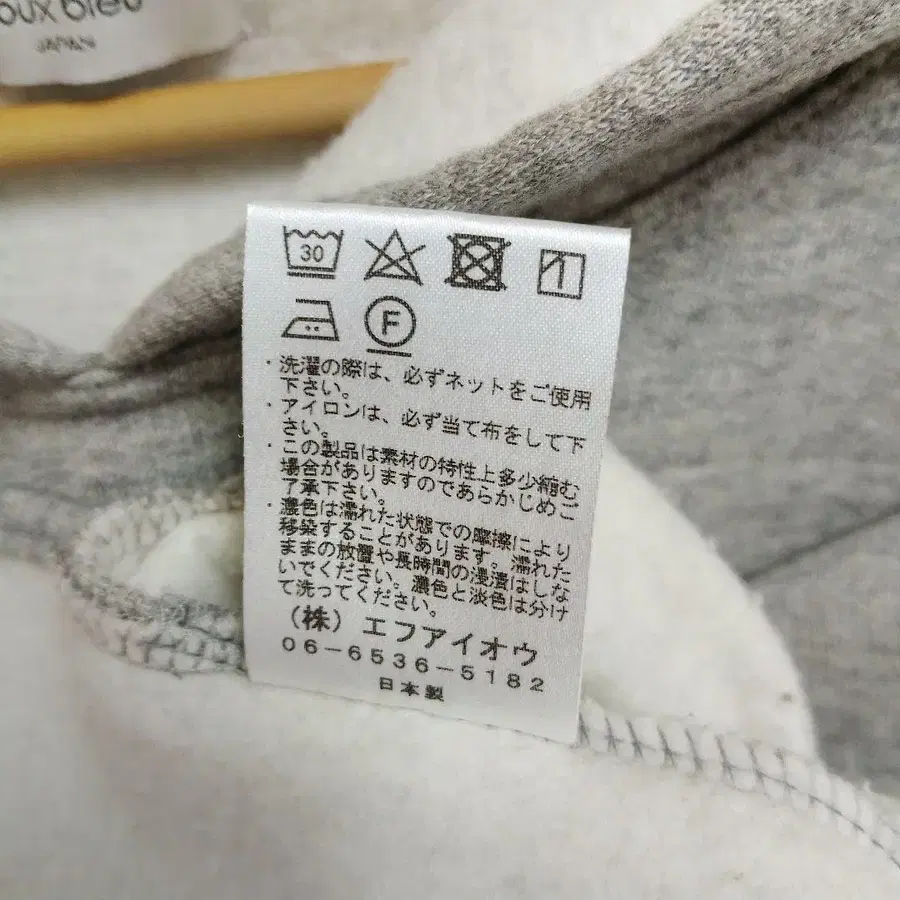 oux bleu
JAPAN
30
F
・洗濯の際は、必ずネットをご使用
下さい。
・アイロンは、必ず当て布をして下
さい。
・この製品は素材の特性上多少縮む
場合がありますのであらかじめご
了承下さい。
・濃色は濡れた状態での摩擦により
移染することがあります。濡れた
ままの放置や長時間の浸漬はしな
いでください。濃色と淡色は分け
て洗ってください。
（株）エフアイオウ
06-6536-5182
日本製